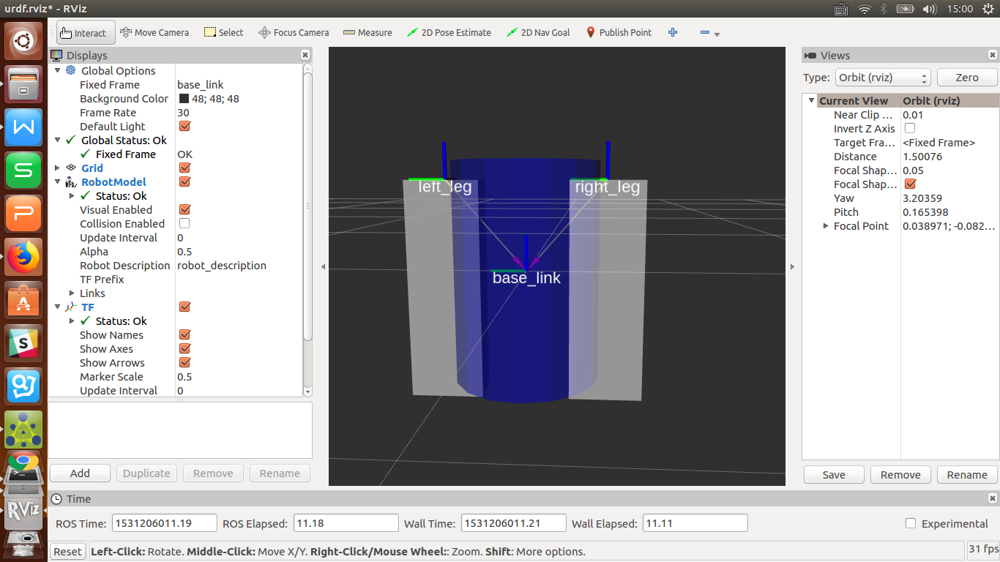 urdf.rviz* - RViz
15:00
Interact Move Camera Select Focus Camera Measure 2D Pose Estimate 2D Nav Goal Publish Point
Displays
Global Options
Fixed Frame base_link
Background Color 48; 48; 48
Frame Rate 30
Default Light
Global Status: Ok
Fixed Frame OK
Grid
RobotModel
Status: Ok
Visual Enabled
Collision Enabled
Update Interval 0
Alpha 0.5
Robot Description robot_description
TF Prefix
Links
TF
Status: Ok
Show Names
Show Axes
Show Arrows
Marker Scale 0.5
Update Interval 0
Add Duplicate Remove Rename
left_leg right_leg
base_link
Views
Type: Orbit (rviz) Zero
Current View Orbit (rviz)
Near Clip ... 0.01
Invert Z Axis
Target Fra... <Fixed Frame>
Distance 1.50076
Focal Shap... 0.05
Focal Shap...
Yaw 3.20359
Pitch 0.165398
Focal Point 0.038971; -0.082...
Save Remove Rename
Time
ROS Time: 1531206011.19 ROS Elapsed: 11.18 Wall Time: 1531206011.21 Wall Elapsed: 11.11 Experimental
Reset Left-Click: Rotate. Middle-Click: Move X/Y. Right-Click/Mouse Wheel:: Zoom. Shift: More options. 31 fps
W
S
P
A
S
RViz